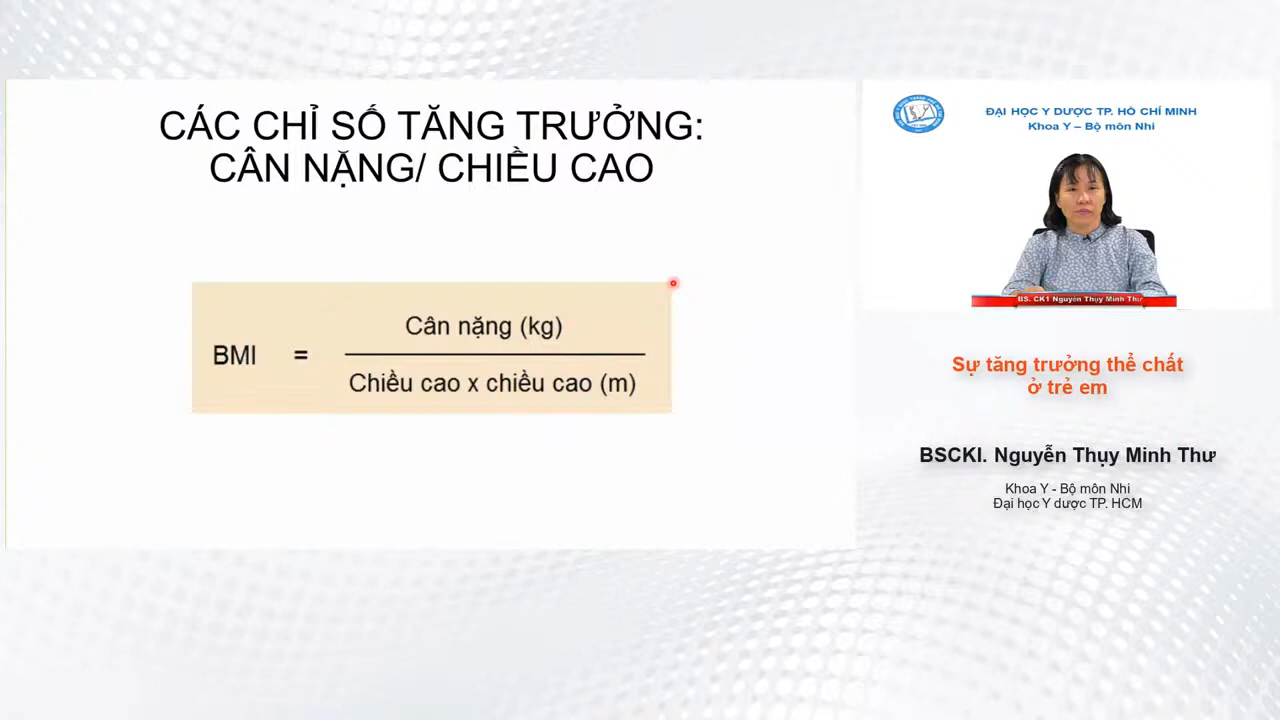 CÁC CHỈ SỐ TĂNG TRƯỞNG:
CÂN NẶNG/ CHIỀU CAO
BMI = Cân nặng (kg)
Chiều cao x chiều cao (m)
ĐẠI HỌC Y DƯỢC TP. HỒ CHÍ MINH
Khoa Y – Bộ môn Nhi
BS. CK1 Nguyễn Thụy Minh Thư
Sự tăng trưởng thể chất
ở trẻ em
BSCKI. Nguyễn Thụy Minh Thư
Khoa Y - Bộ môn Nhi
Đại học Y dược TP. HCM